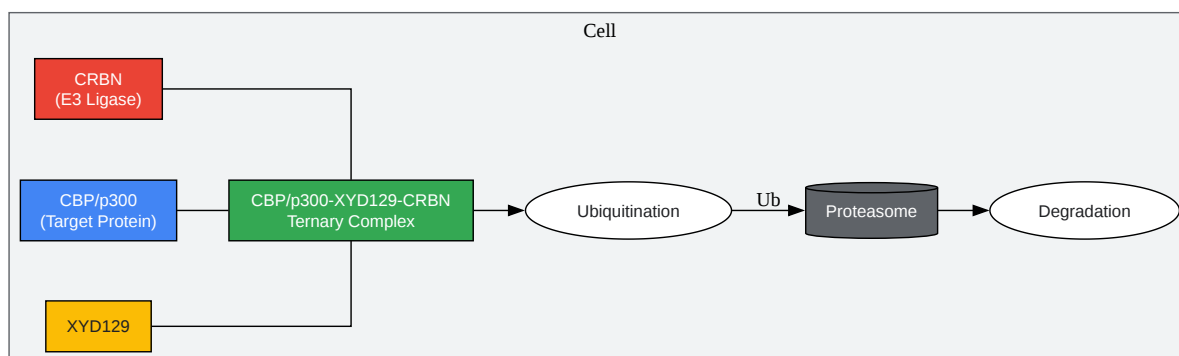 Cell
CRBN
(E3 Ligase)
CBP/p300
(Target Protein)
CBP/p300-XYD129-CRBN
Ternary Complex
Ubiquitination
Ub
Proteasome
Degradation
XYD129